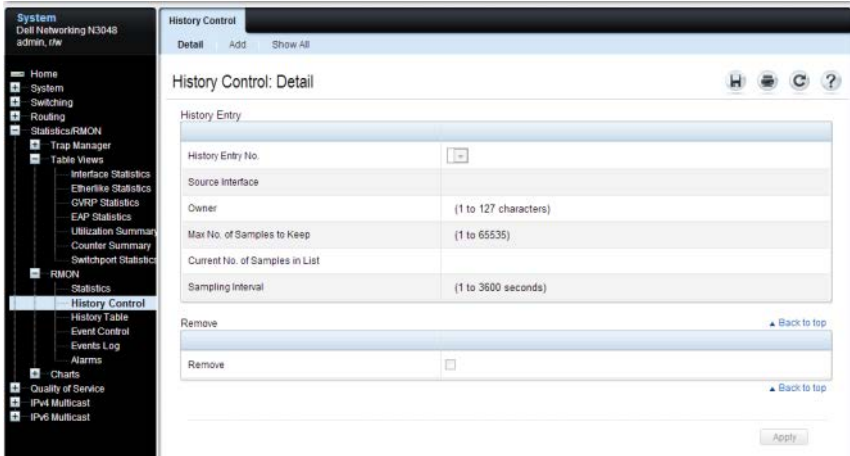 System
Dell Networking N3048
admin, r/w
Home
System
Switching
Routing
Statistics/RMON
Trap Manager
Table Views
Interface Statistics
Etherlike Statistics
GVRP Statistics
EAP Statistics
Utilization Summary
Counter Summary
Switchport Statistics
RMON
Statistics
History Control
History Table
Event Control
Events Log
Alarms
Charts
Quality of Service
IPv4 Multicast
IPv6 Multicast
History Control
Detail Add Show All
History Control: Detail
?
History Entry
History Entry No.
Source Interface
Owner (1 to 127 characters)
Max No. of Samples to Keep (1 to 65535)
Current No. of Samples in List
Sampling Interval (1 to 3600 seconds)
Remove Back to top
Remove
Back to top
Apply